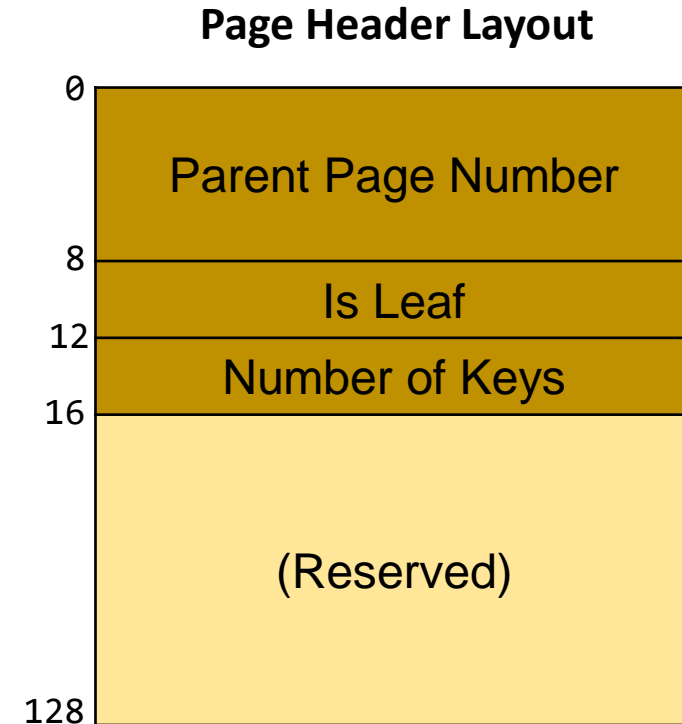 Page Header Layout
0
Parent Page Number
8
Is Leaf
12
Number of Keys
16
(Reserved)
128